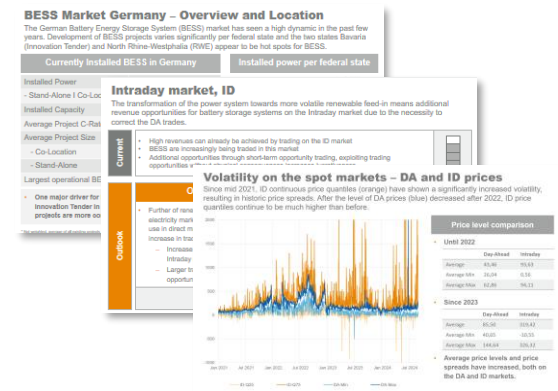 BESS Market Germany – Overview and Location
The German Battery Energy Storage System (BESS) market has seen a high dynamic in the past few
years. Development of BESS projects varies significantly per federal state and the two states Bavaria
(Innovation Tender) and North Rhine-Westphalia (RWE) appear to be hot spots for BESS.
Currently Installed BESS in Germany
Installed power per federal state
Installed Power
- Stand-Alone I Co-Loc
Installed Capacity
Average Project C-Rat
Average Project Size
- Co-Location
- Stand-Alone
Largest operational BE
• One major driver for
Innovation Tender in
projects are more co
Intraday market, ID
The transformation of the power system towards more volatile renewable feed-in means additional
revenue opportunities for battery storage systems on the Intraday market due to the necessity to
correct the DA trades.
Current
• High revenues can already be achieved by trading on the ID market
• BESS are increasingly being traded in this market
• Additional opportunities through short-term opportunity trading, exploiting trading
Outlook
O
• Further of rene
electricity mark
use in direct m
increase in trad
– Increase
Intraday
– Larger tr
opportun
Volatility on the spot markets – DA and ID prices
Since mid 2021, ID continuous price quantiles (orange) have shown a significantly increased volatility,
resulting in historic price spreads. After the level of DA prices (blue) decreased after 2022, ID price
quantiles continue to be much higher than before.
Price level comparison
• Until 2022
Day-Ahead Intraday
Average
Average Min
Average Max
• Since 2023
Day-Ahead Intraday
Average
Average Min
Average Max
• Average price levels and price
spreads have increased, both on
the DA and ID markets.